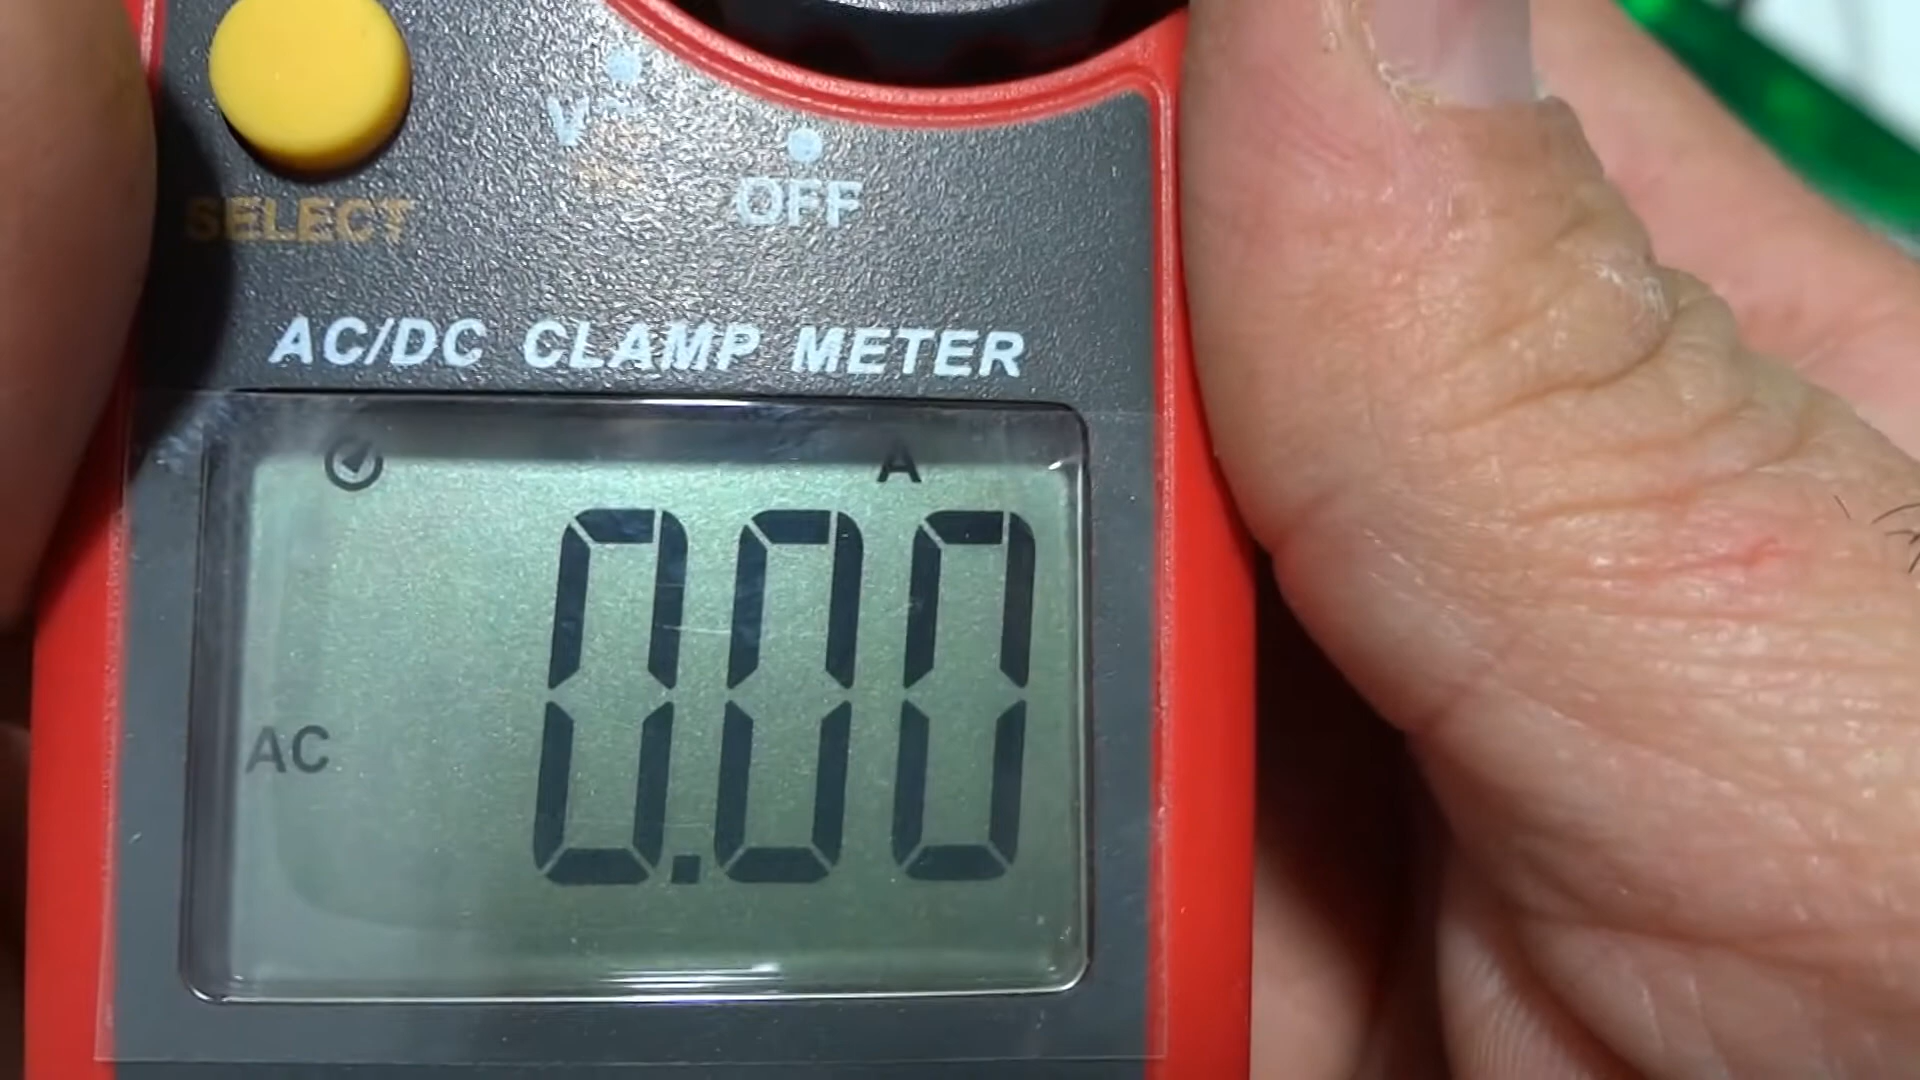 V
OFF
SELECT
AC/DC CLAMP METER
A
AC 0.00